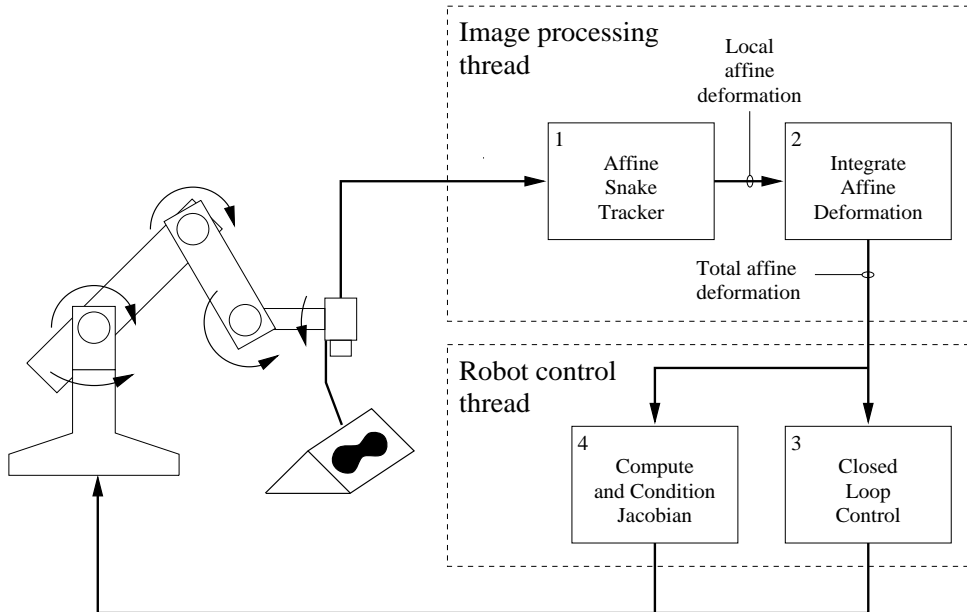 Image processing
thread
Local
affine
deformation
1
Affine
Snake
Tracker
2
Integrate
Affine
Deformation
Total affine
deformation
Robot control
thread
4
Compute
and Condition
Jacobian
3
Closed
Loop
Control